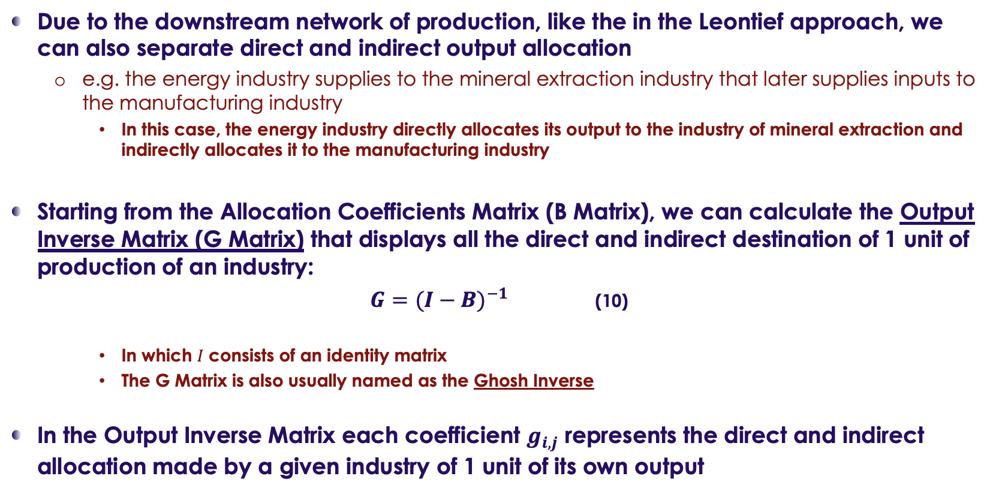 Due to the downstream network of production, like the in the Leontief approach, we
can also separate direct and indirect output allocation
e.g. the energy industry supplies to the mineral extraction industry that later supplies inputs to
the manufacturing industry
In this case, the energy industry directly allocates its output to the industry of mineral extraction and
indirectly allocates it to the manufacturing industry
Starting from the Allocation Coefficients Matrix (B Matrix), we can calculate the Output
Inverse Matrix (G Matrix) that displays all the direct and indirect destination of 1 unit of
production of an industry:
G = (I − B)⁻¹ (10)
In which I consists of an identity matrix
The G Matrix is also usually named as the Ghosh Inverse
In the Output Inverse Matrix each coefficient g_{i,j} represents the direct and indirect
allocation made by a given industry of 1 unit of its own output